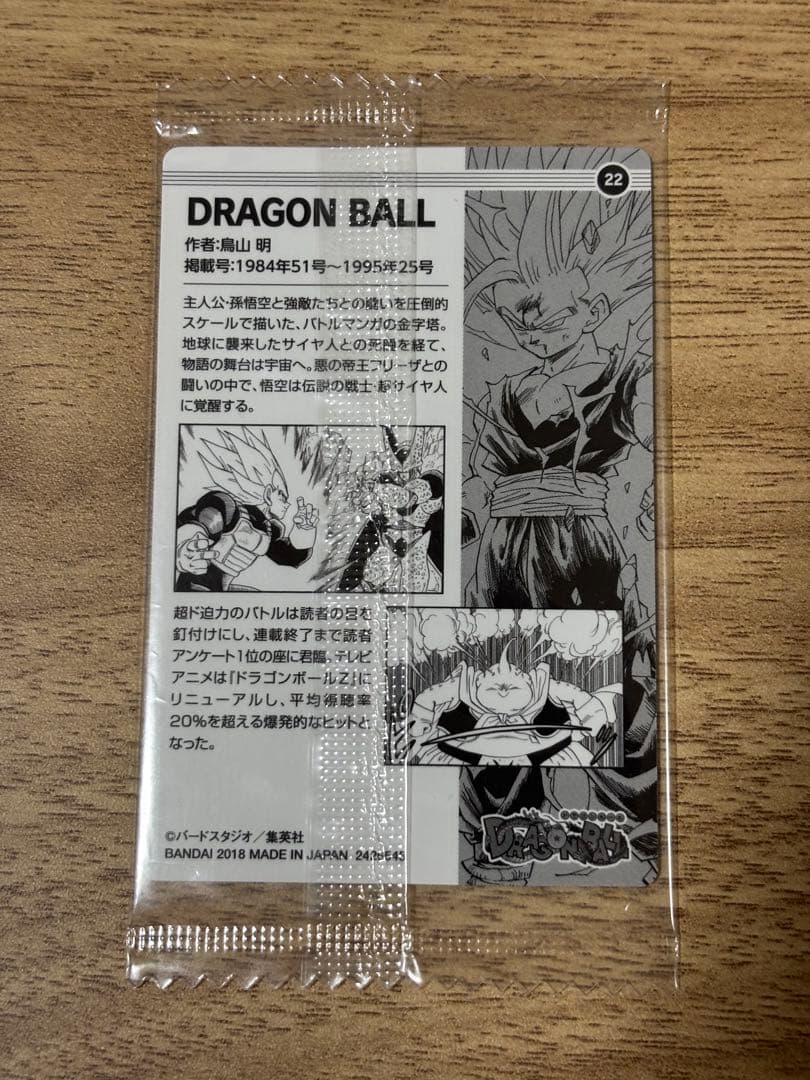 22
DRAGON BALL
作者:鳥山 明
掲載号:1984年51号〜1995年25号
主人公・孫悟空と強敵たちとの闘いを圧倒的
スケールで描いた、バトルマンガの金字塔。
地球に襲来したサイヤ人との死闘を経て、
物語の舞台は宇宙へ。悪の帝王フリーザとの
闘いの中で、悟空は伝説の戦士・超サイヤ人
に覚醒する。
超ド迫力のバトルは読者の目を
釘付けにし、連載終了まで読者
アンケート1位の座に君臨。テレビ
アニメは『ドラゴンボールZ』に
リニューアルし、平均視聴率
20%を超える爆発的なヒットと
なった。
©バードスタジオ/集英社
BANDAI 2018 MADE IN JAPAN
DRAGON BALL